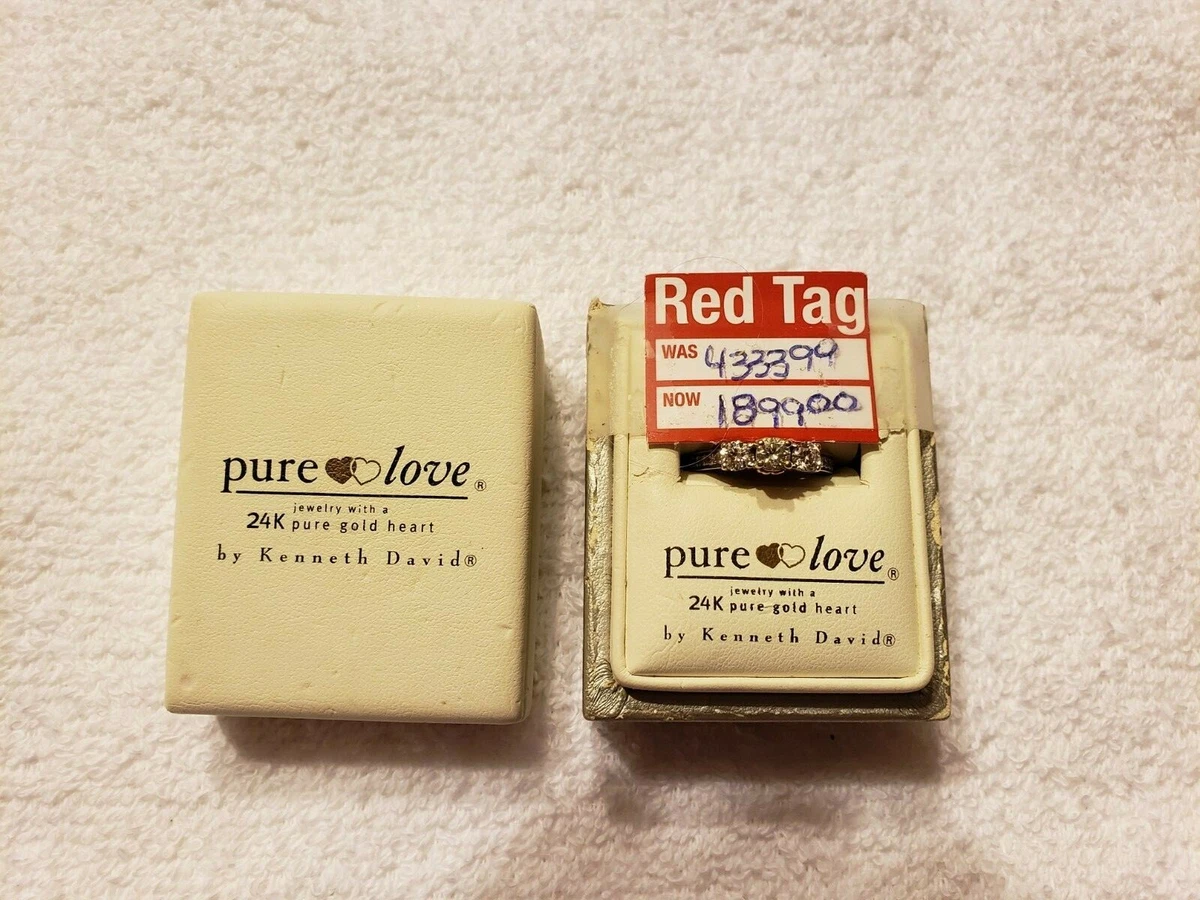 pure love®
jewelry with a
24K pure gold heart
by Kenneth David®
Red Tag
WAS 433399
NOW 189900
pure love®
jewelry with a
24K pure gold heart
by Kenneth David®